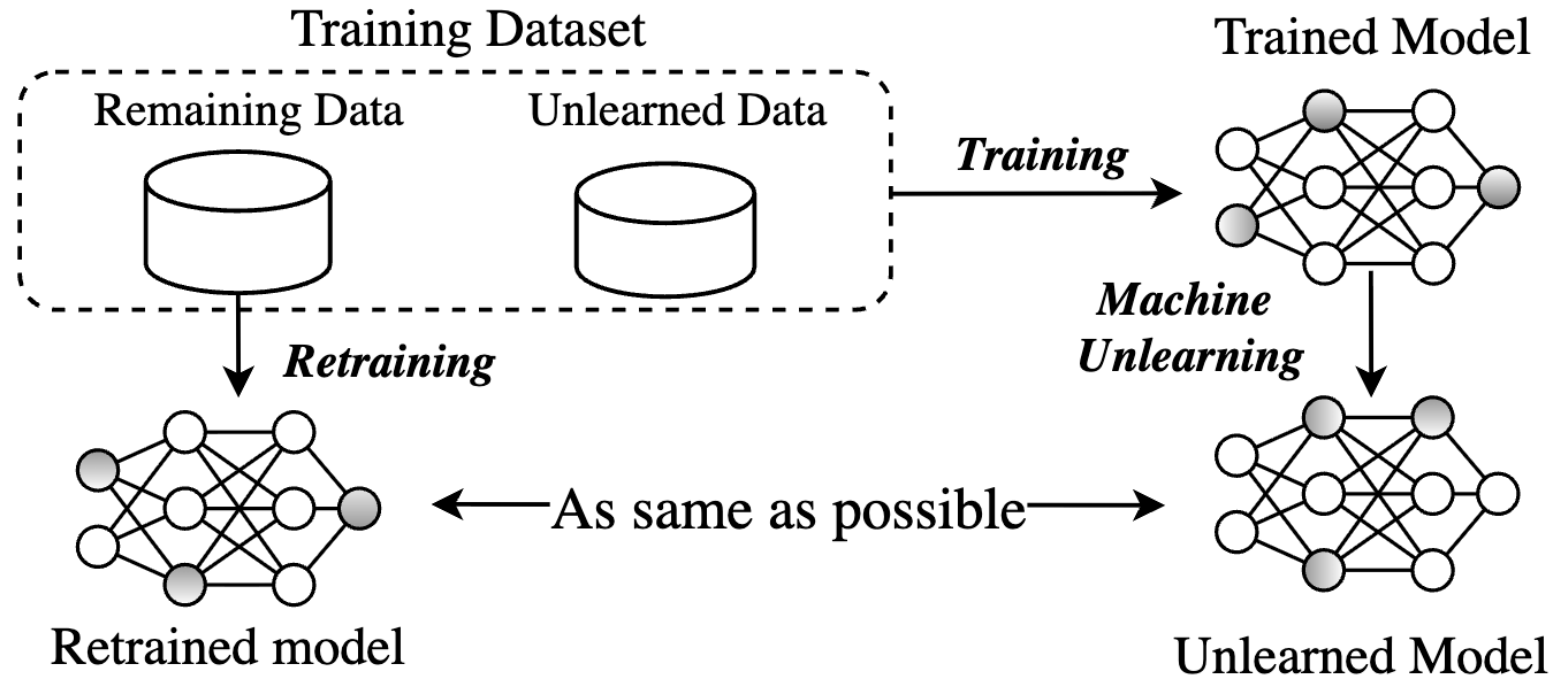 Training Dataset
Trained Model
Remaining Data
Unlearned Data
Training
Machine
Unlearning
Retraining
As same as possible
Retrained model
Unlearned Model